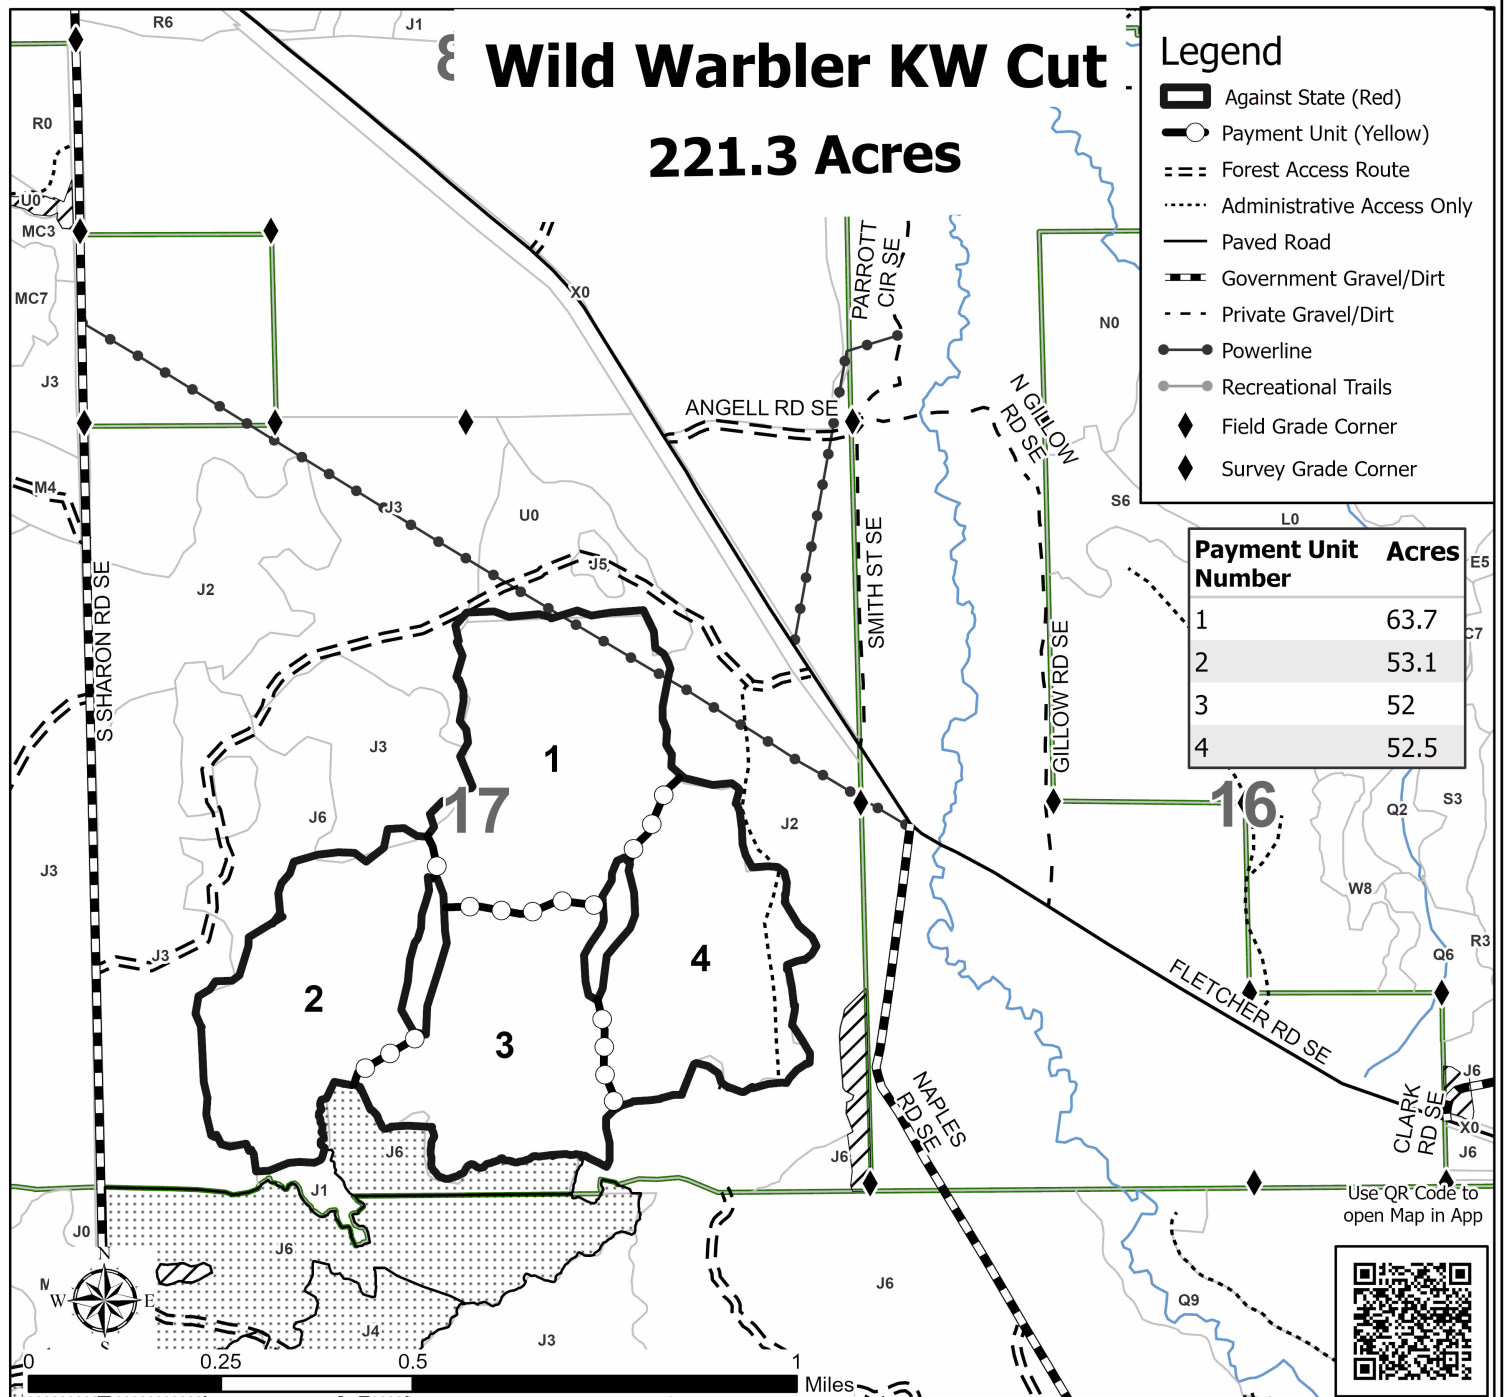 R6
J1
8
Wild Warbler KW Cut
221.3 Acres
Legend
Against State (Red)
Payment Unit (Yellow)
Forest Access Route
Administrative Access Only
Paved Road
Government Gravel/Dirt
Private Gravel/Dirt
Powerline
Recreational Trails
Field Grade Corner
Survey Grade Corner
R0
U0
MC3
MC7
X0
PARROTT
CIR SE
N0
J3
ANGELL RD SE
N GILLOW
RD SE
M4
J3
U0
S6
L0
SMITH ST SE
Payment Unit
Number
Acres
1 63.7
2 53.1
3 52
4 52.5
E5
C7
J5
J2
S SHARON RD SE
GILLOW RD SE
J3
1
17
J6
J2
16
Q2
S3
J3
W8
J3
4
R3
Q6
2
3
FLETCHER RD SE
NAPLES
RD SE
CLARK
RD SE
J6
X0
J6
J6
J6
J1
Use QR Code to
open Map in App
J0
J6
N
W
E
S
M
J6
Q9
J4
J3
0 0.25 0.5 1
Miles